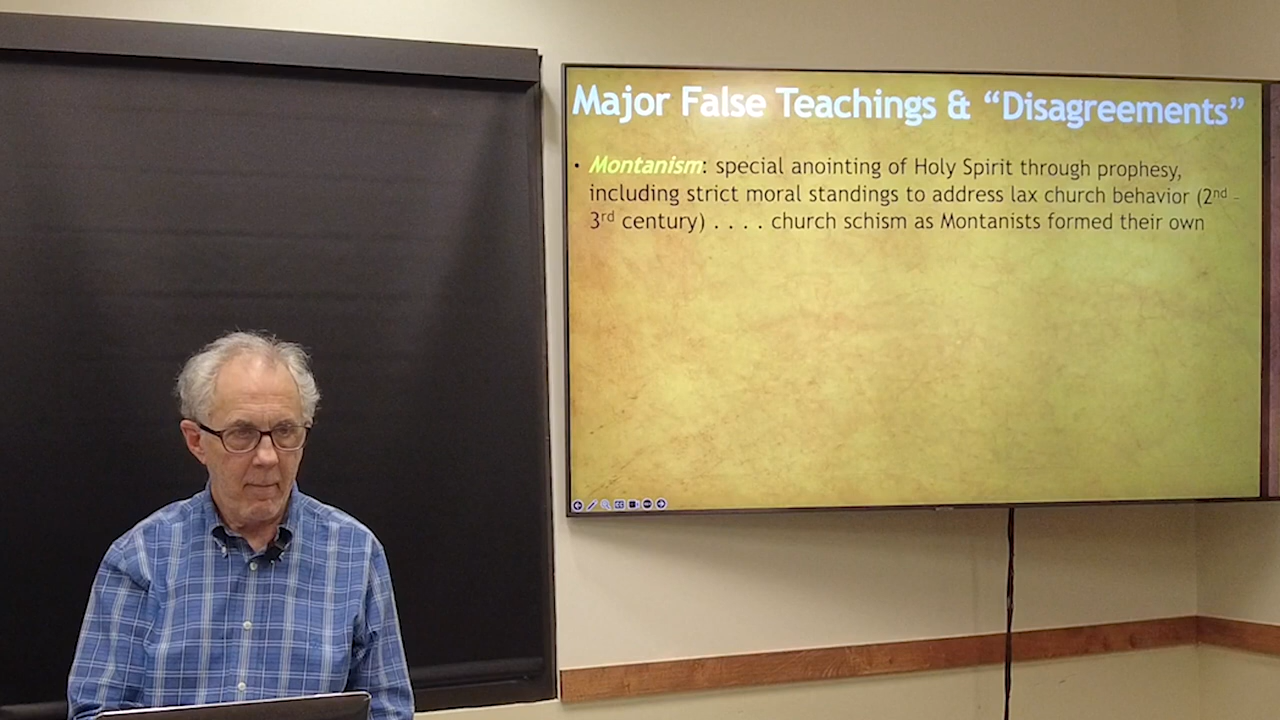 Major False Teachings & “Disagreements”
• Montanism: special anointing of Holy Spirit through prophesy,
including strict moral standings to address lax church behavior (2nd –
3rd century) . . . . church schism as Montanists formed their own